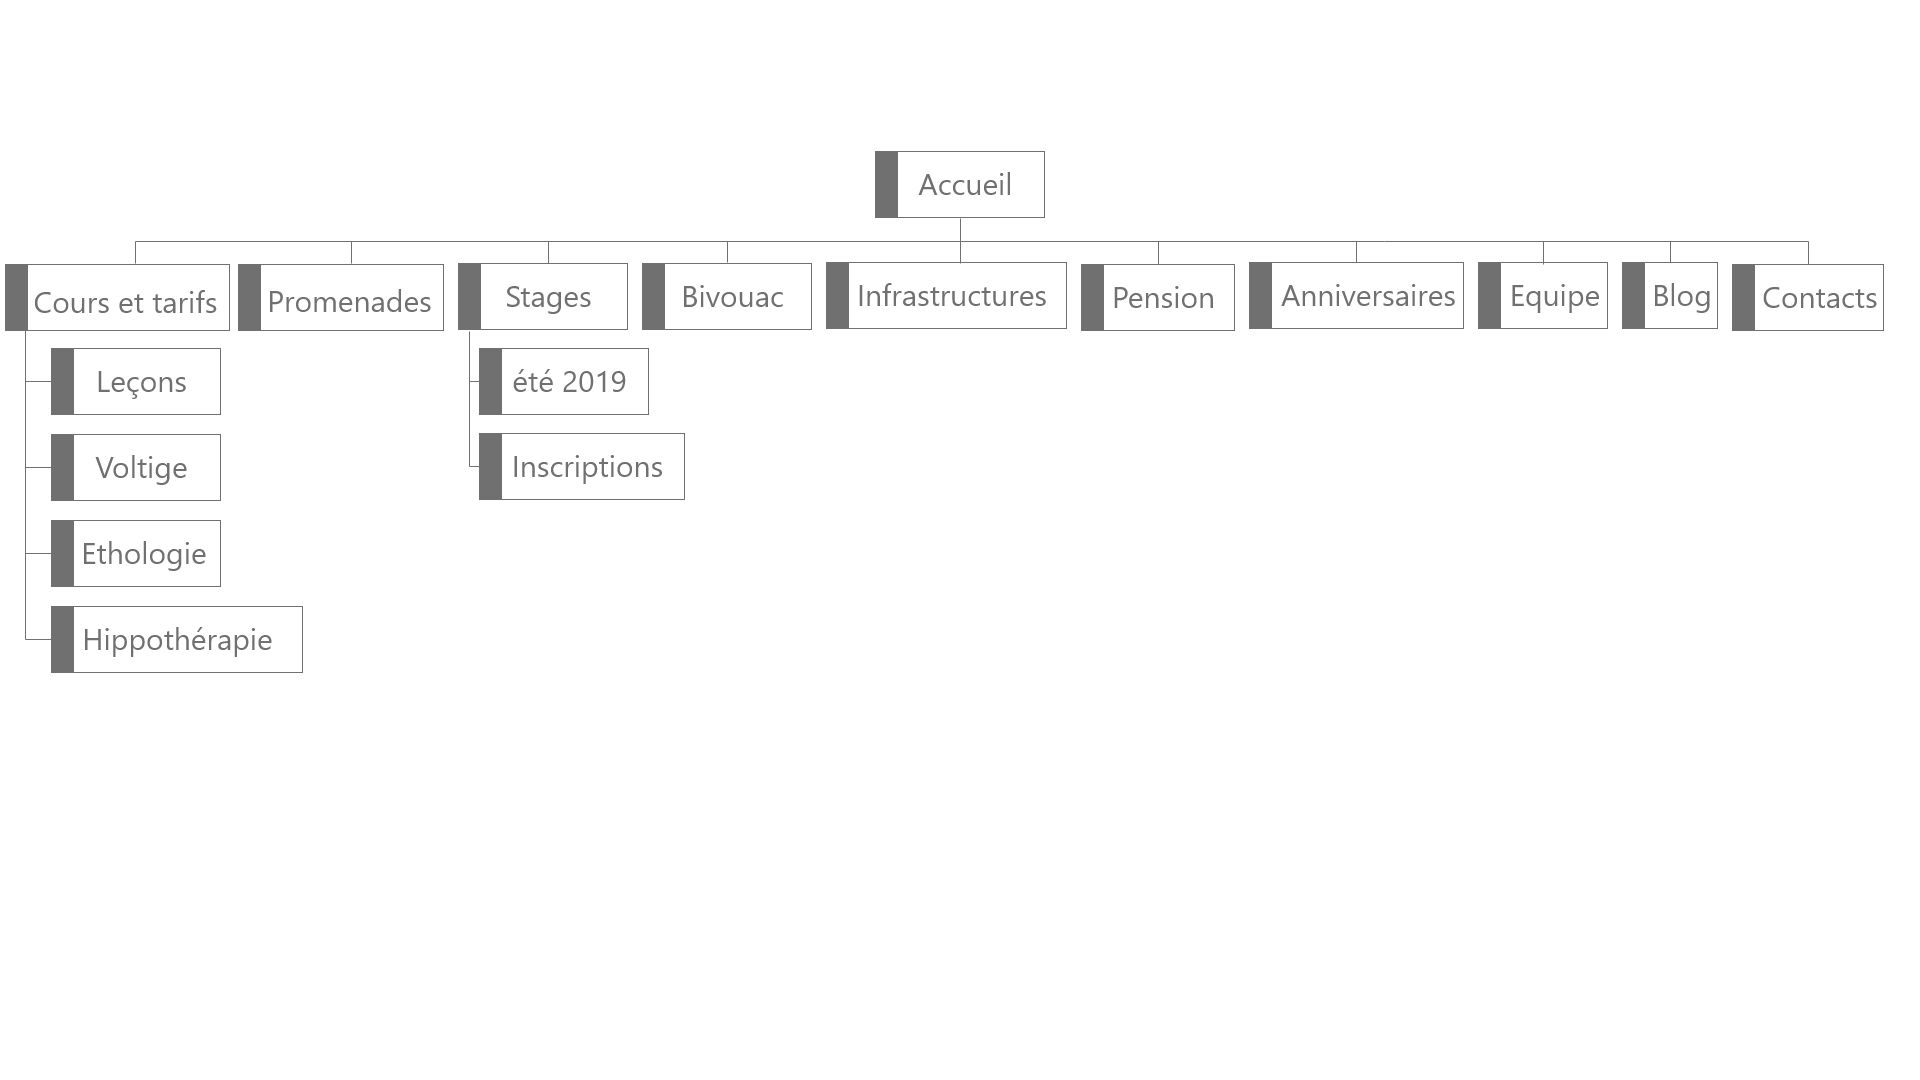 Accueil
Cours et tarifs
Promenades
Stages
Bivouac
Infrastructures
Pension
Anniversaires
Equipe
Blog
Contacts
Leçons
Voltige
Ethologie
Hippothérapie
été 2019
Inscriptions